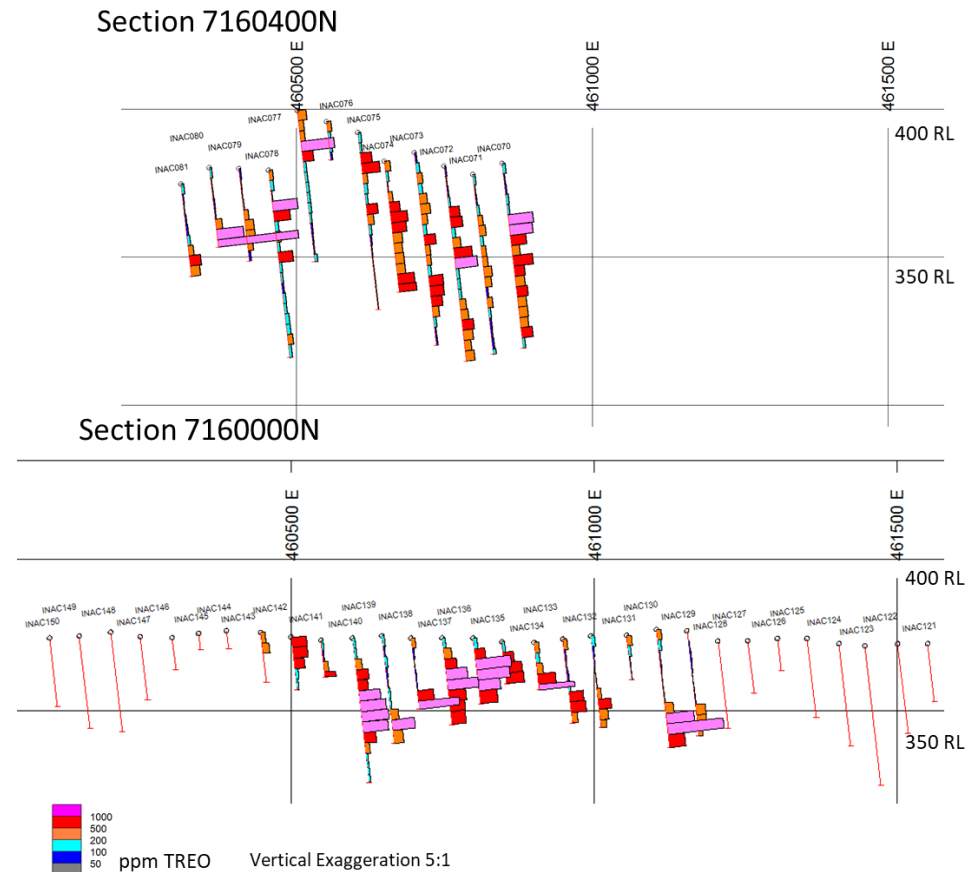 Section 7160400N
460500 E
461000 E
461500 E
INAC076
INAC077
INAC075
400 RL
INAC080
INAC079
INAC078
INAC074
INAC073
INAC072
INAC070
INAC081
INAC071
350 RL
Section 7160000N
460500 E
461000 E
461500 E
400 RL
INAC149
INAC148
INAC146
INAC144
INAC142
INAC139
INAC136
INAC133
INAC130
INAC127
INAC125
INAC150
INAC147
INAC145
INAC143
INAC141
INAC140
INAC138
INAC137
INAC135
INAC134
INAC132
INAC131
INAC129
INAC128
INAC126
INAC124
INAC123
INAC122
INAC121
350 RL
1000
500
200
100
50
ppm TREO
Vertical Exaggeration 5:1